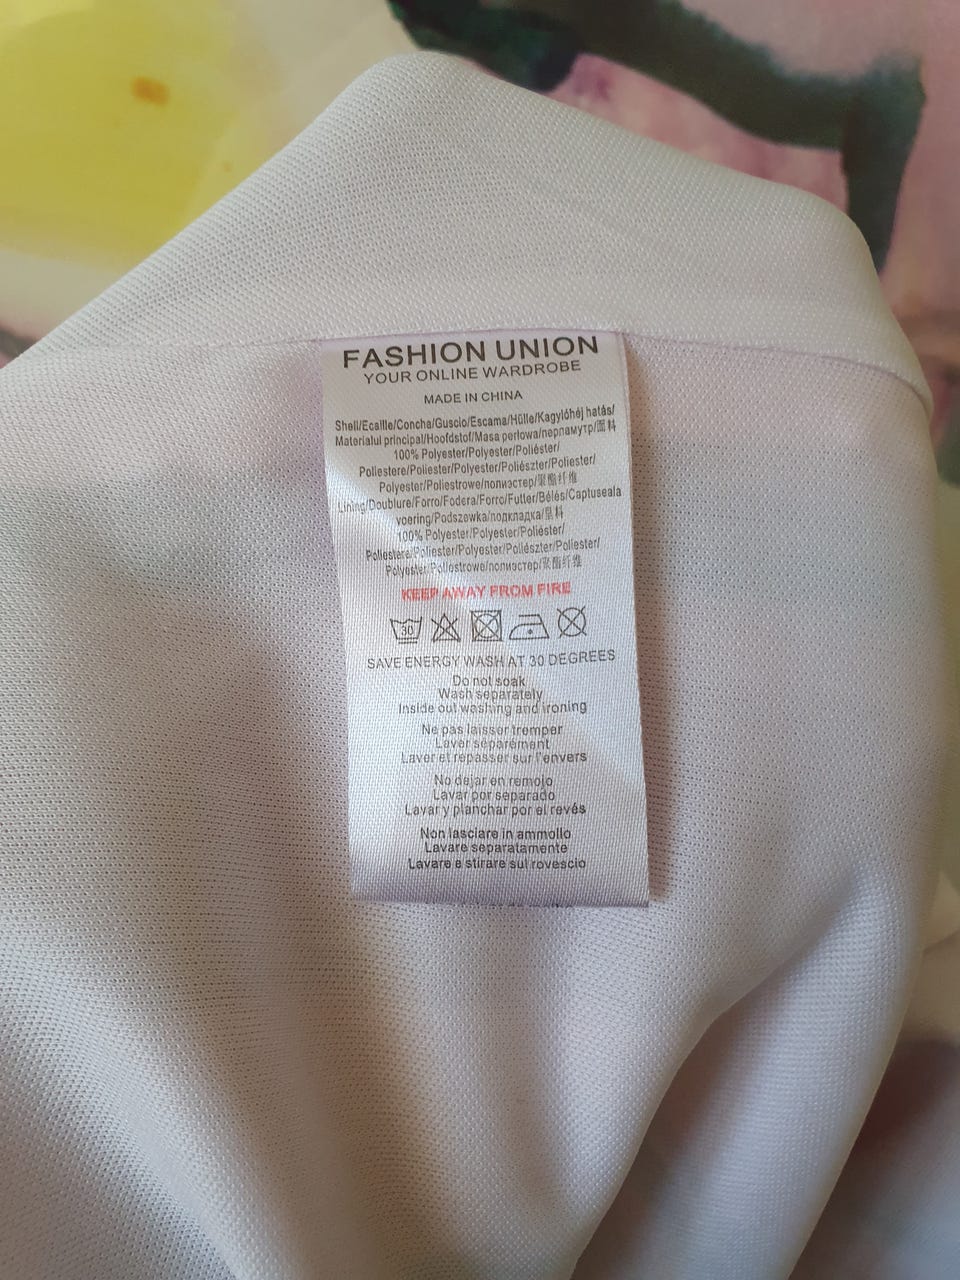 FASHION UNION
YOUR ONLINE WARDROBE
MADE IN CHINA
Shell/Ecaille/Concha/Guscio/Escama/Hülle/Kagylóhéj hatás/
Materialul principal/Hoofdstof/Masa perłowa/перламутр/面料
100% Polyester/Polyester/Poliéster/
Poliestere/Poliester/Polyester/Poliészter/Poliester/
Polyester/Poliestrowe/полиэстер/聚酯纤维
Lining/Doublure/Forro/Fodera/Forro/Futter/Bélés/Captuseala
voering/Podszewka/подкладка/里料
100% Polyester/Polyester/Poliéster/
Poliestere/Poliester/Polyester/Poliészter/Poliester/
Polyester/Poliestrowe/полиэстер/聚酯纤维
KEEP AWAY FROM FIRE
30
SAVE ENERGY WASH AT 30 DEGREES
Do not soak
Wash separately
Inside out washing and ironing
Ne pas laisser tremper
Laver séparément
Laver et repasser sur l'envers
No dejar en remojo
Lavar por separado
Lavar y planchar por el revés
Non lasciare in ammollo
Lavare separatamente
Lavare e stirare sul rovescio